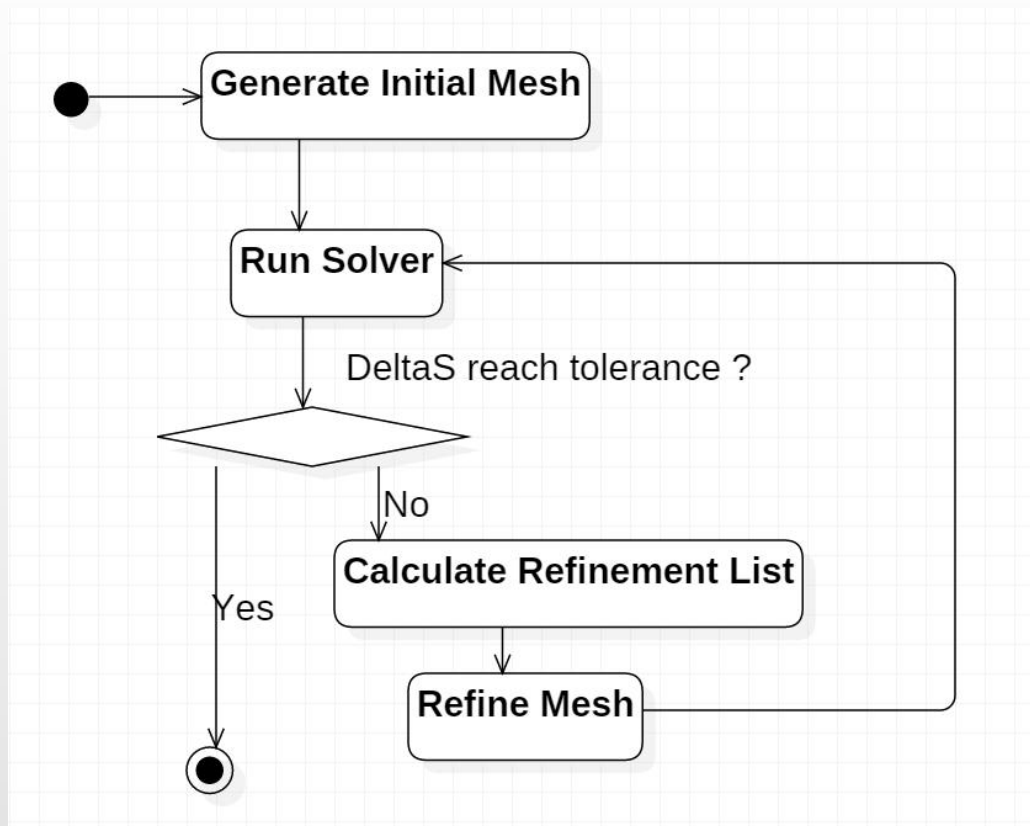 Generate Initial Mesh
Run Solver
DeltaS reach tolerance ?
No
Calculate Refinement List
Yes
Refine Mesh